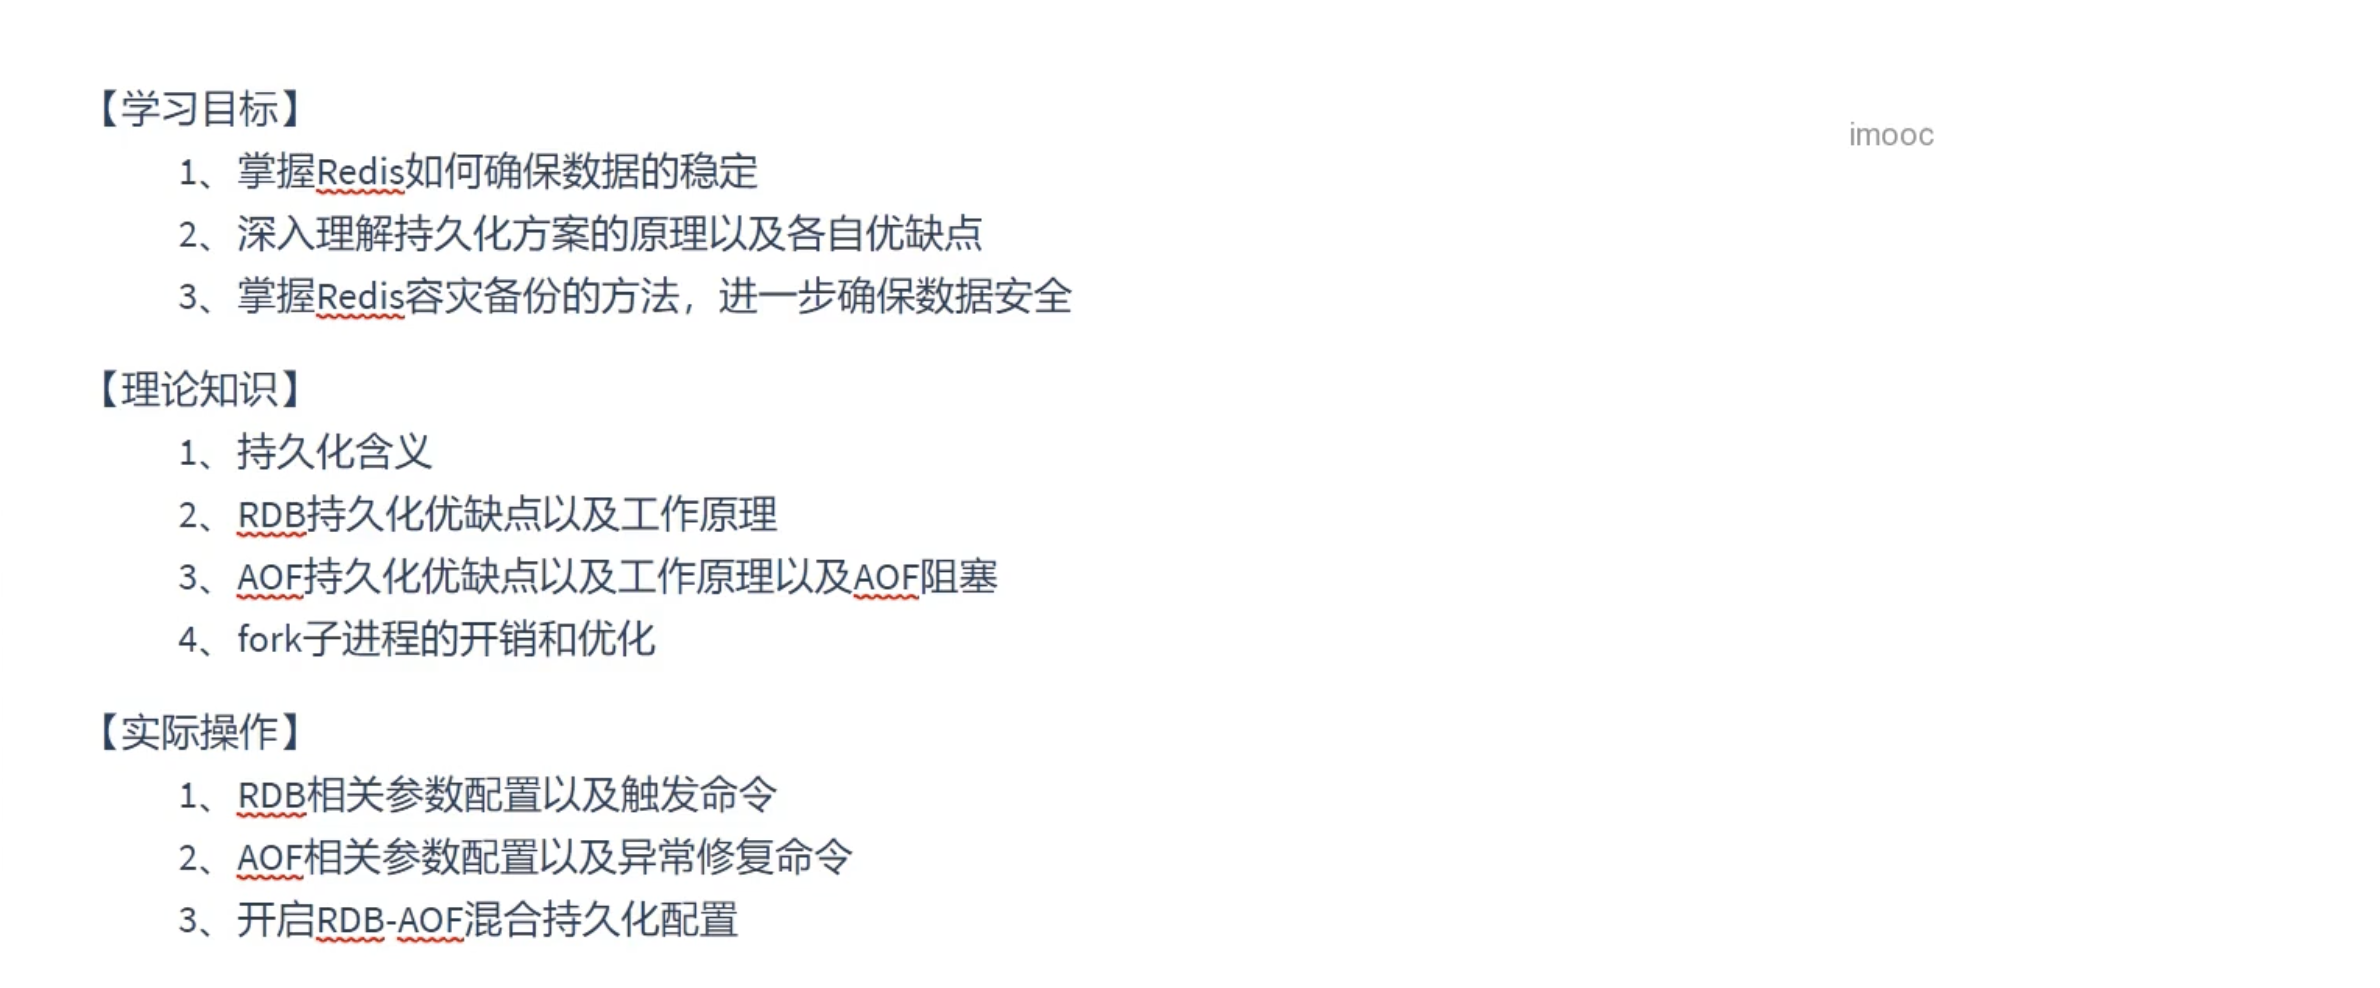 【学习目标】
imooc
1、掌握Redis如何确保数据的稳定
2、深入理解持久化方案的原理以及各自优缺点
3、掌握Redis容灾备份的方法，进一步确保数据安全
【理论知识】
1、持久化含义
2、RDB持久化优缺点以及工作原理
3、AOF持久化优缺点以及工作原理以及AOF阻塞
4、fork子进程的开销和优化
【实际操作】
1、RDB相关参数配置以及触发命令
2、AOF相关参数配置以及异常修复命令
3、开启RDB-AOF混合持久化配置